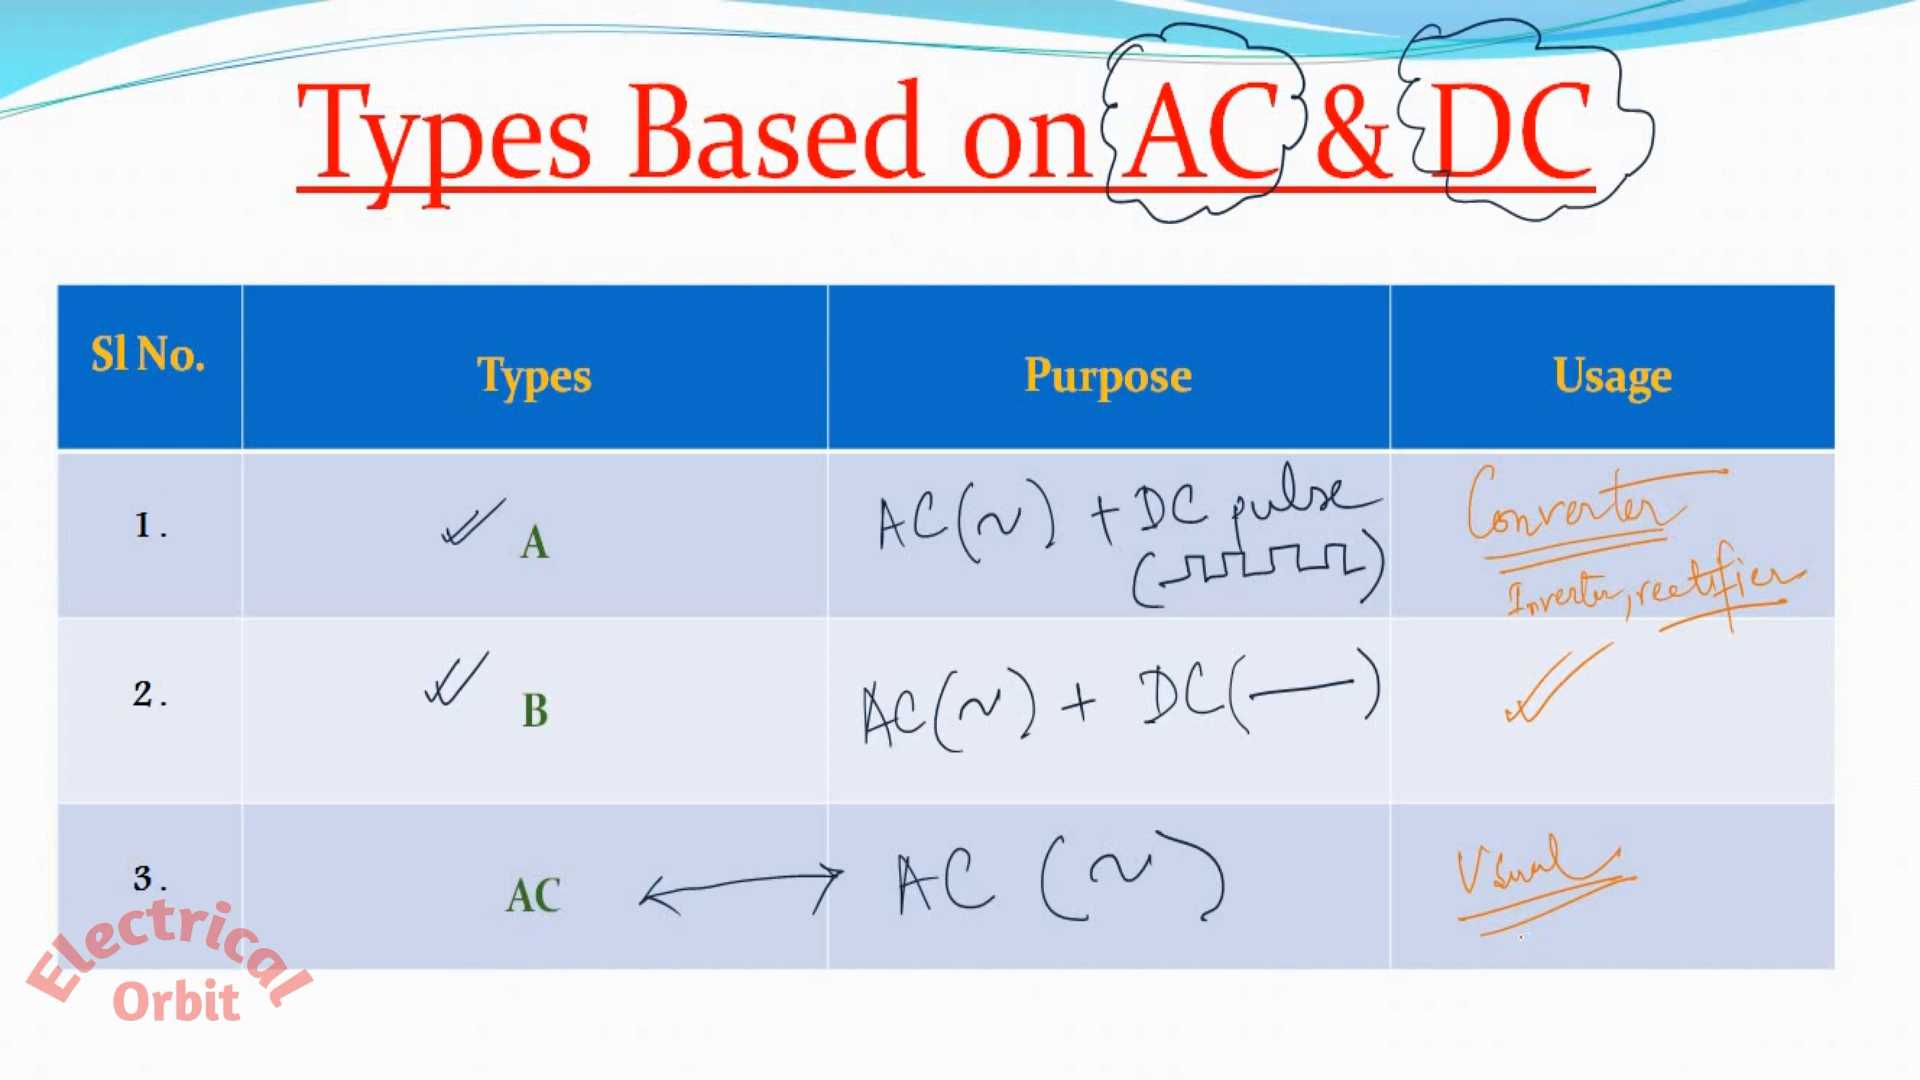 Types Based on AC & DC
Sl No. Types Purpose Usage
1. A AC (~) + DC pulse Converter
( ) Inverter, rectifier
2. B AC (~) + DC (—)
3. AC AC (~) Usual
Electrical
Orbit